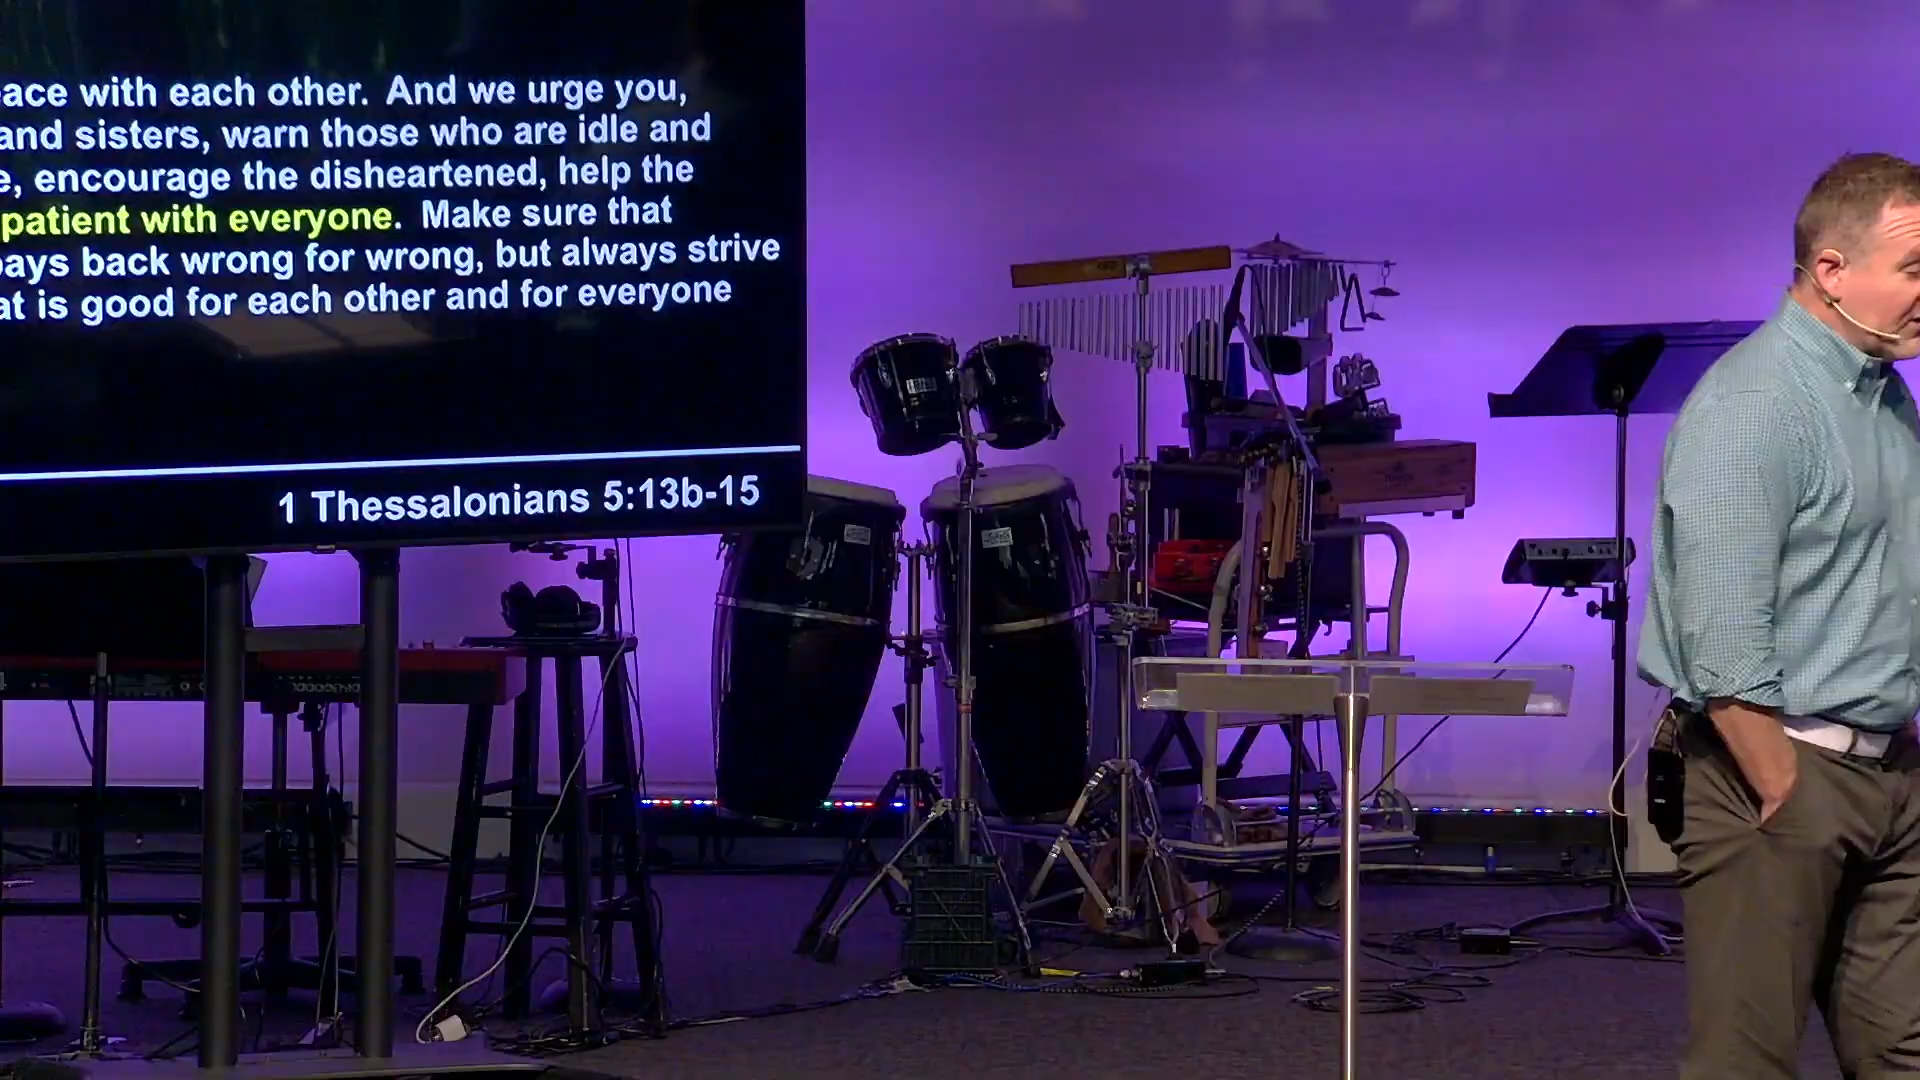 ace with each other. And we urge you,
and sisters, warn those who are idle and
e, encourage the disheartened, help the
patient with everyone. Make sure that
pays back wrong for wrong, but always strive
at is good for each other and for everyone
1 Thessalonians 5:13b-15